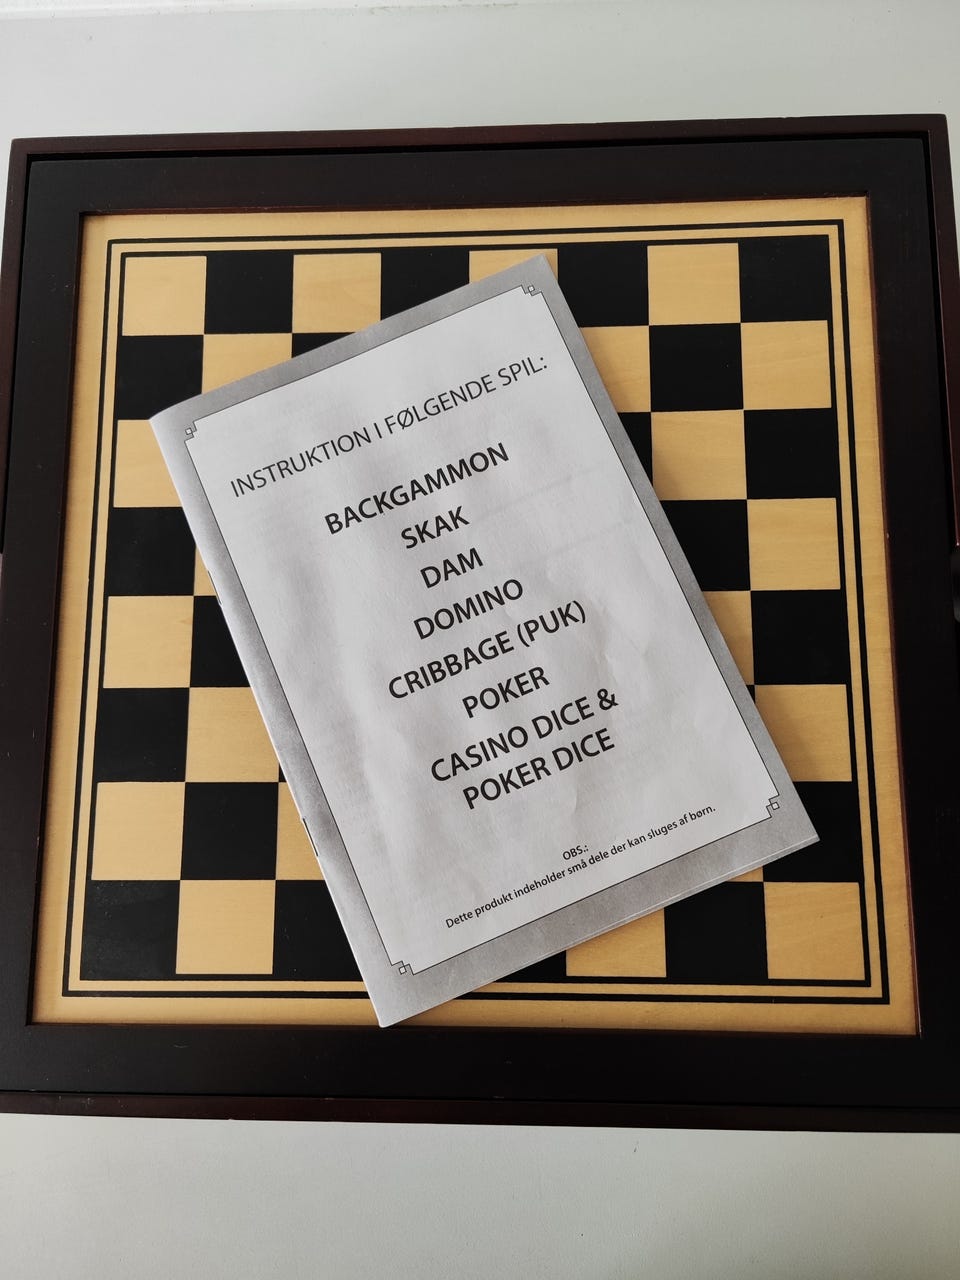 INSTRUKTION I FØLGENDE SPIL:
BACKGAMMON
SKAK
DAM
DOMINO
CRIBBAGE (PUK)
POKER
CASINO DICE &
POKER DICE
OBS.:
Dette produkt indeholder små dele der kan sluges af børn.